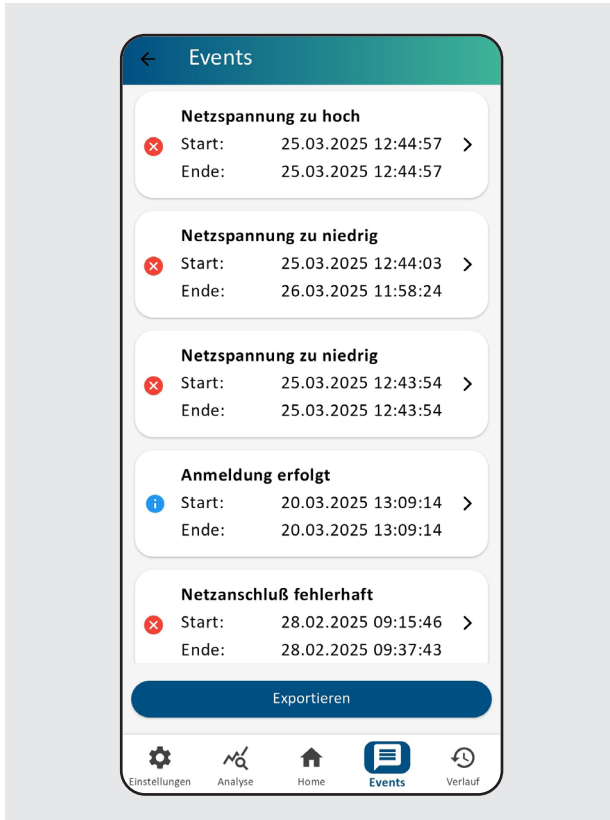 Events
Netzspannung zu hoch
Start: 25.03.2025 12:44:57
Ende: 25.03.2025 12:44:57
Netzspannung zu niedrig
Start: 25.03.2025 12:44:03
Ende: 26.03.2025 11:58:24
Netzspannung zu niedrig
Start: 25.03.2025 12:43:54
Ende: 25.03.2025 12:43:54
Anmeldung erfolgt
Start: 20.03.2025 13:09:14
Ende: 20.03.2025 13:09:14
Netzanschluß fehlerhaft
Start: 28.02.2025 09:15:46
Ende: 28.02.2025 09:37:43
Exportieren
Einstellungen Analyse Home Events Verlauf